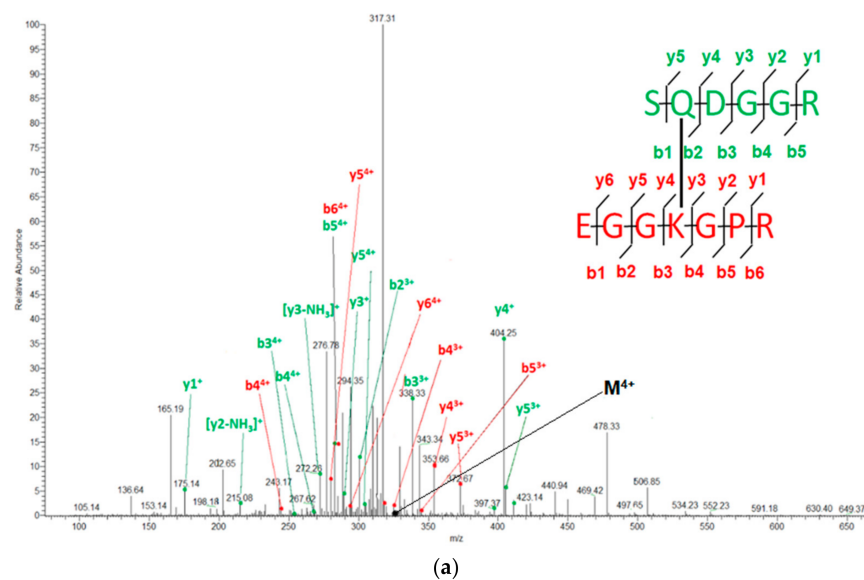 317.31
100
95
90
85
80
75
70
65
60
55
50
45
40
35
30
25
20
15
10
5
0
Relative Abundance
y5 y4 y3 y2 y1
S Q D G G R
b1 b2 b3 b4 b5
y6 y5 y4 y3 y2 y1
E G G K G P R
b1 b2 b3 b4 b5 b6
y5⁴⁺
b6⁴⁺
b5⁴⁺
y5⁴⁺
b2³⁺
[y3-NH₃]⁺
y3⁺
y6⁴⁺
y4⁺
404.25
b3⁴⁺
276.78
b4³⁺
b4⁴⁺
294.35
b3³⁺
338.33
b5³⁺
M⁴⁺
y1⁺
b4⁴⁺
y4³⁺
y5³⁺
y5³⁺
165.19
[y2-NH₃]⁺
478.33
343.34
353.66
202.65
272.26
372.67
175.14
243.17
506.85
136.64
440.94
469.42
105.14
153.14
198.18
215.08
267.62
397.37
423.14
497.65
534.23
552.23
591.18
630.40
649.37
100
150
200
250
300
350
400
450
500
550
600
650
m/z
(a)